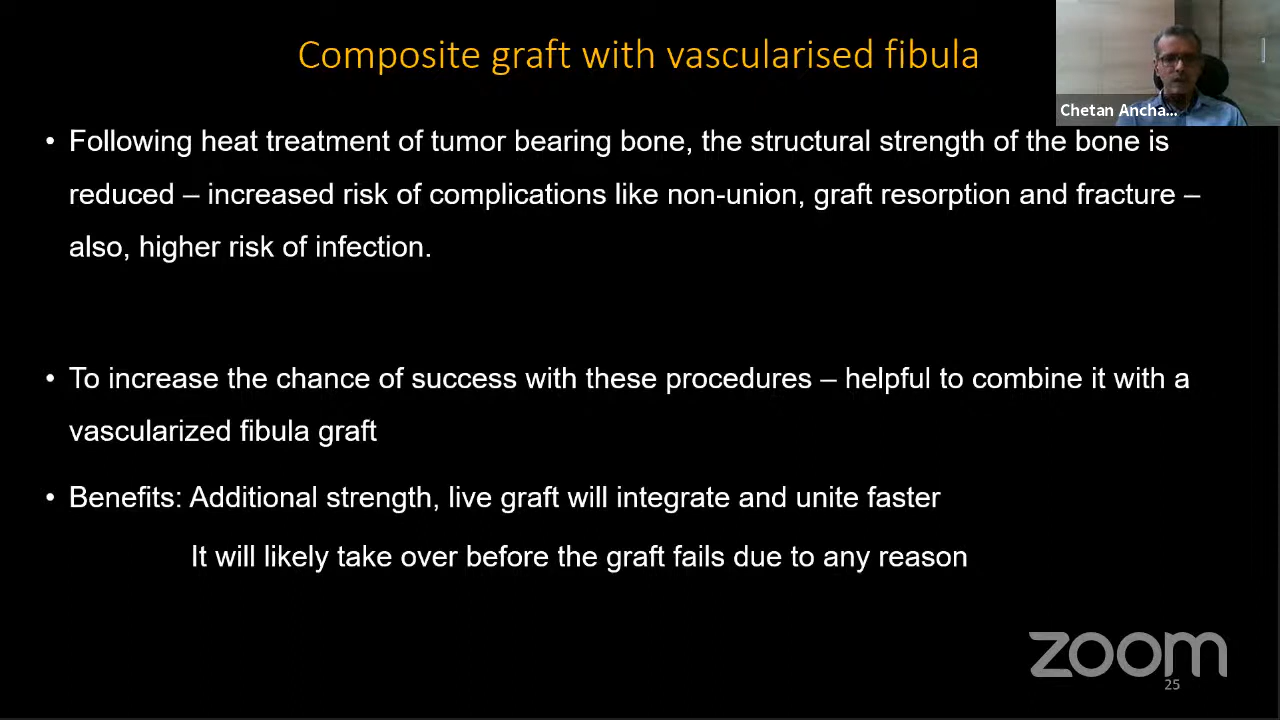 Composite graft with vascularised fibula
Chetan Ancha...
• Following heat treatment of tumor bearing bone, the structural strength of the bone is
reduced – increased risk of complications like non-union, graft resorption and fracture –
also, higher risk of infection.
• To increase the chance of success with these procedures – helpful to combine it with a
vascularized fibula graft
• Benefits: Additional strength, live graft will integrate and unite faster
It will likely take over before the graft fails due to any reason
zoom
25